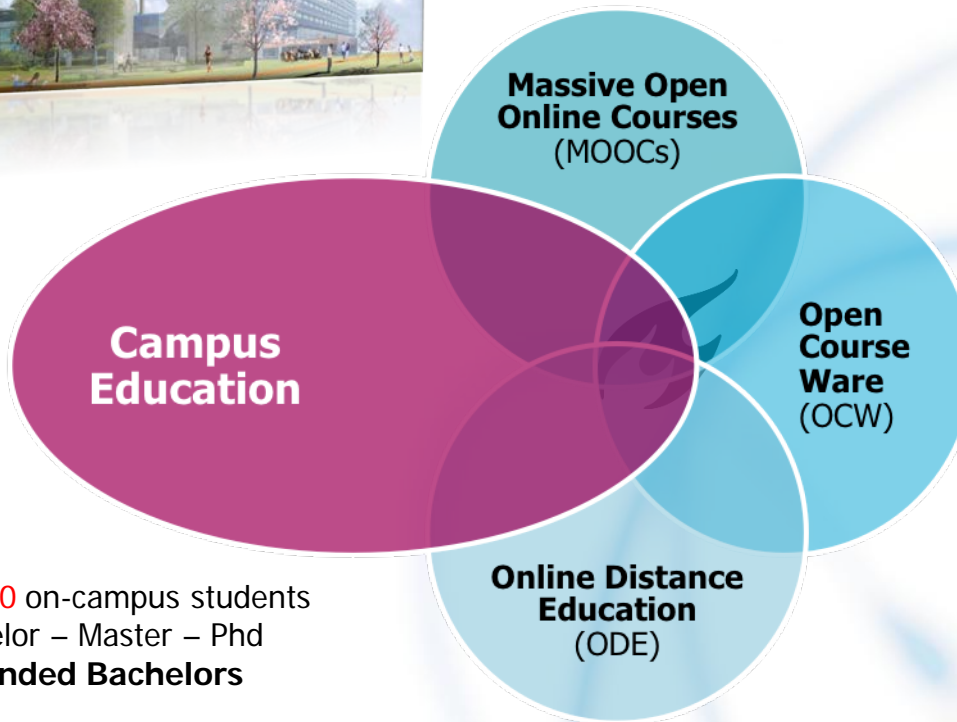 Massive Open
Online Courses
(MOOCs)
Campus
Education
Open
Course
Ware
(OCW)
Online Distance
Education
(ODE)
0 on-campus students
– Master – Phd
Bachelors